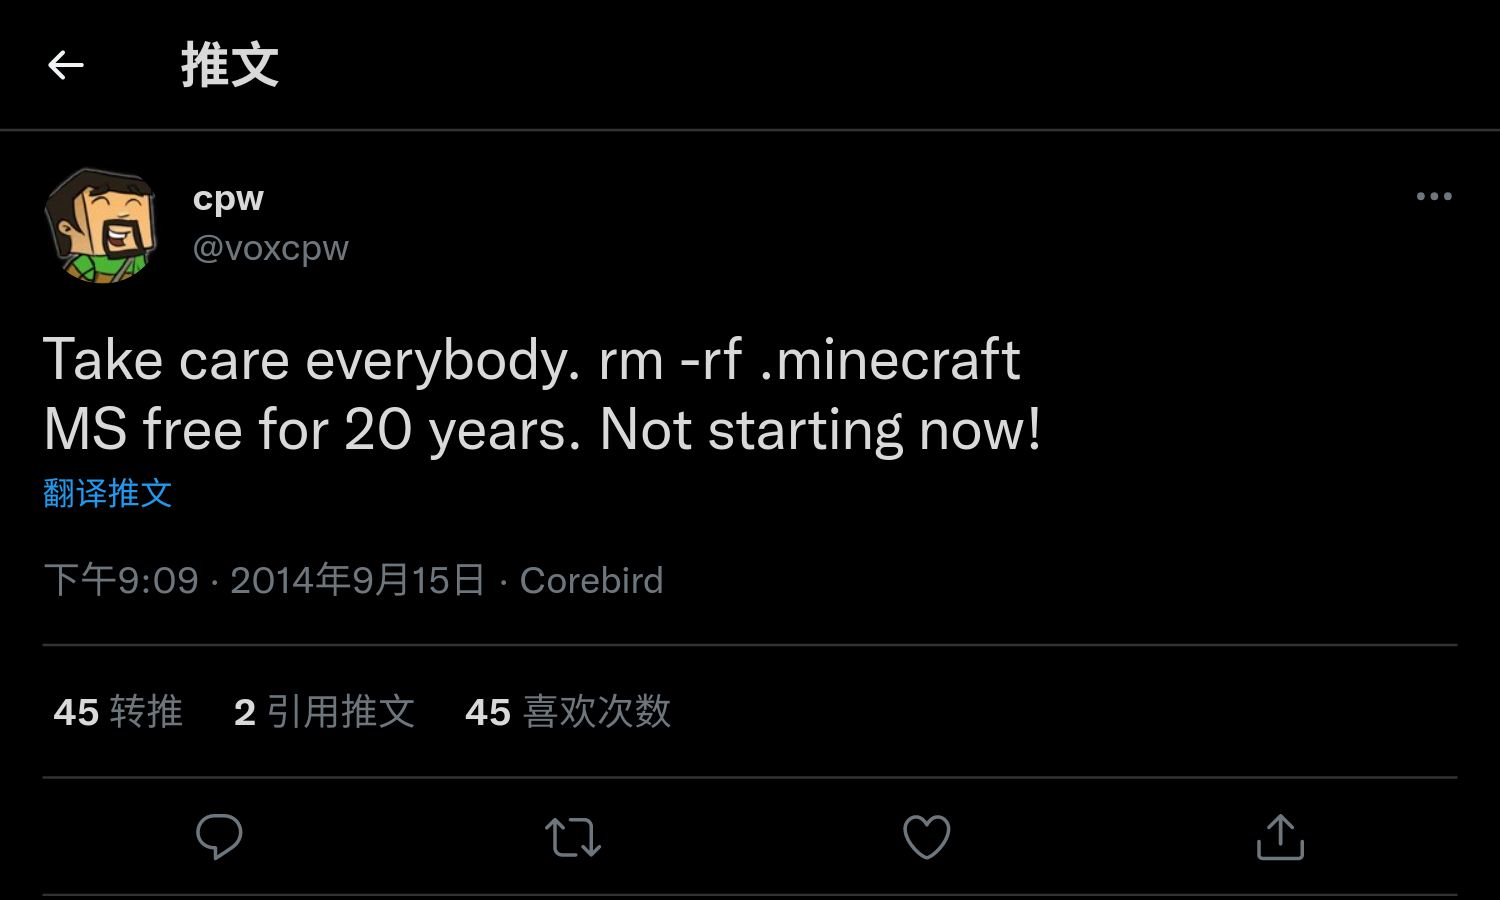 推文
cpw
@voxcpw
Take care everybody. rm -rf .minecraft
MS free for 20 years. Not starting now!
翻译推文
下午9:09 · 2014年9月15日 · Corebird
45 转推 2 引用推文 45 喜欢次数